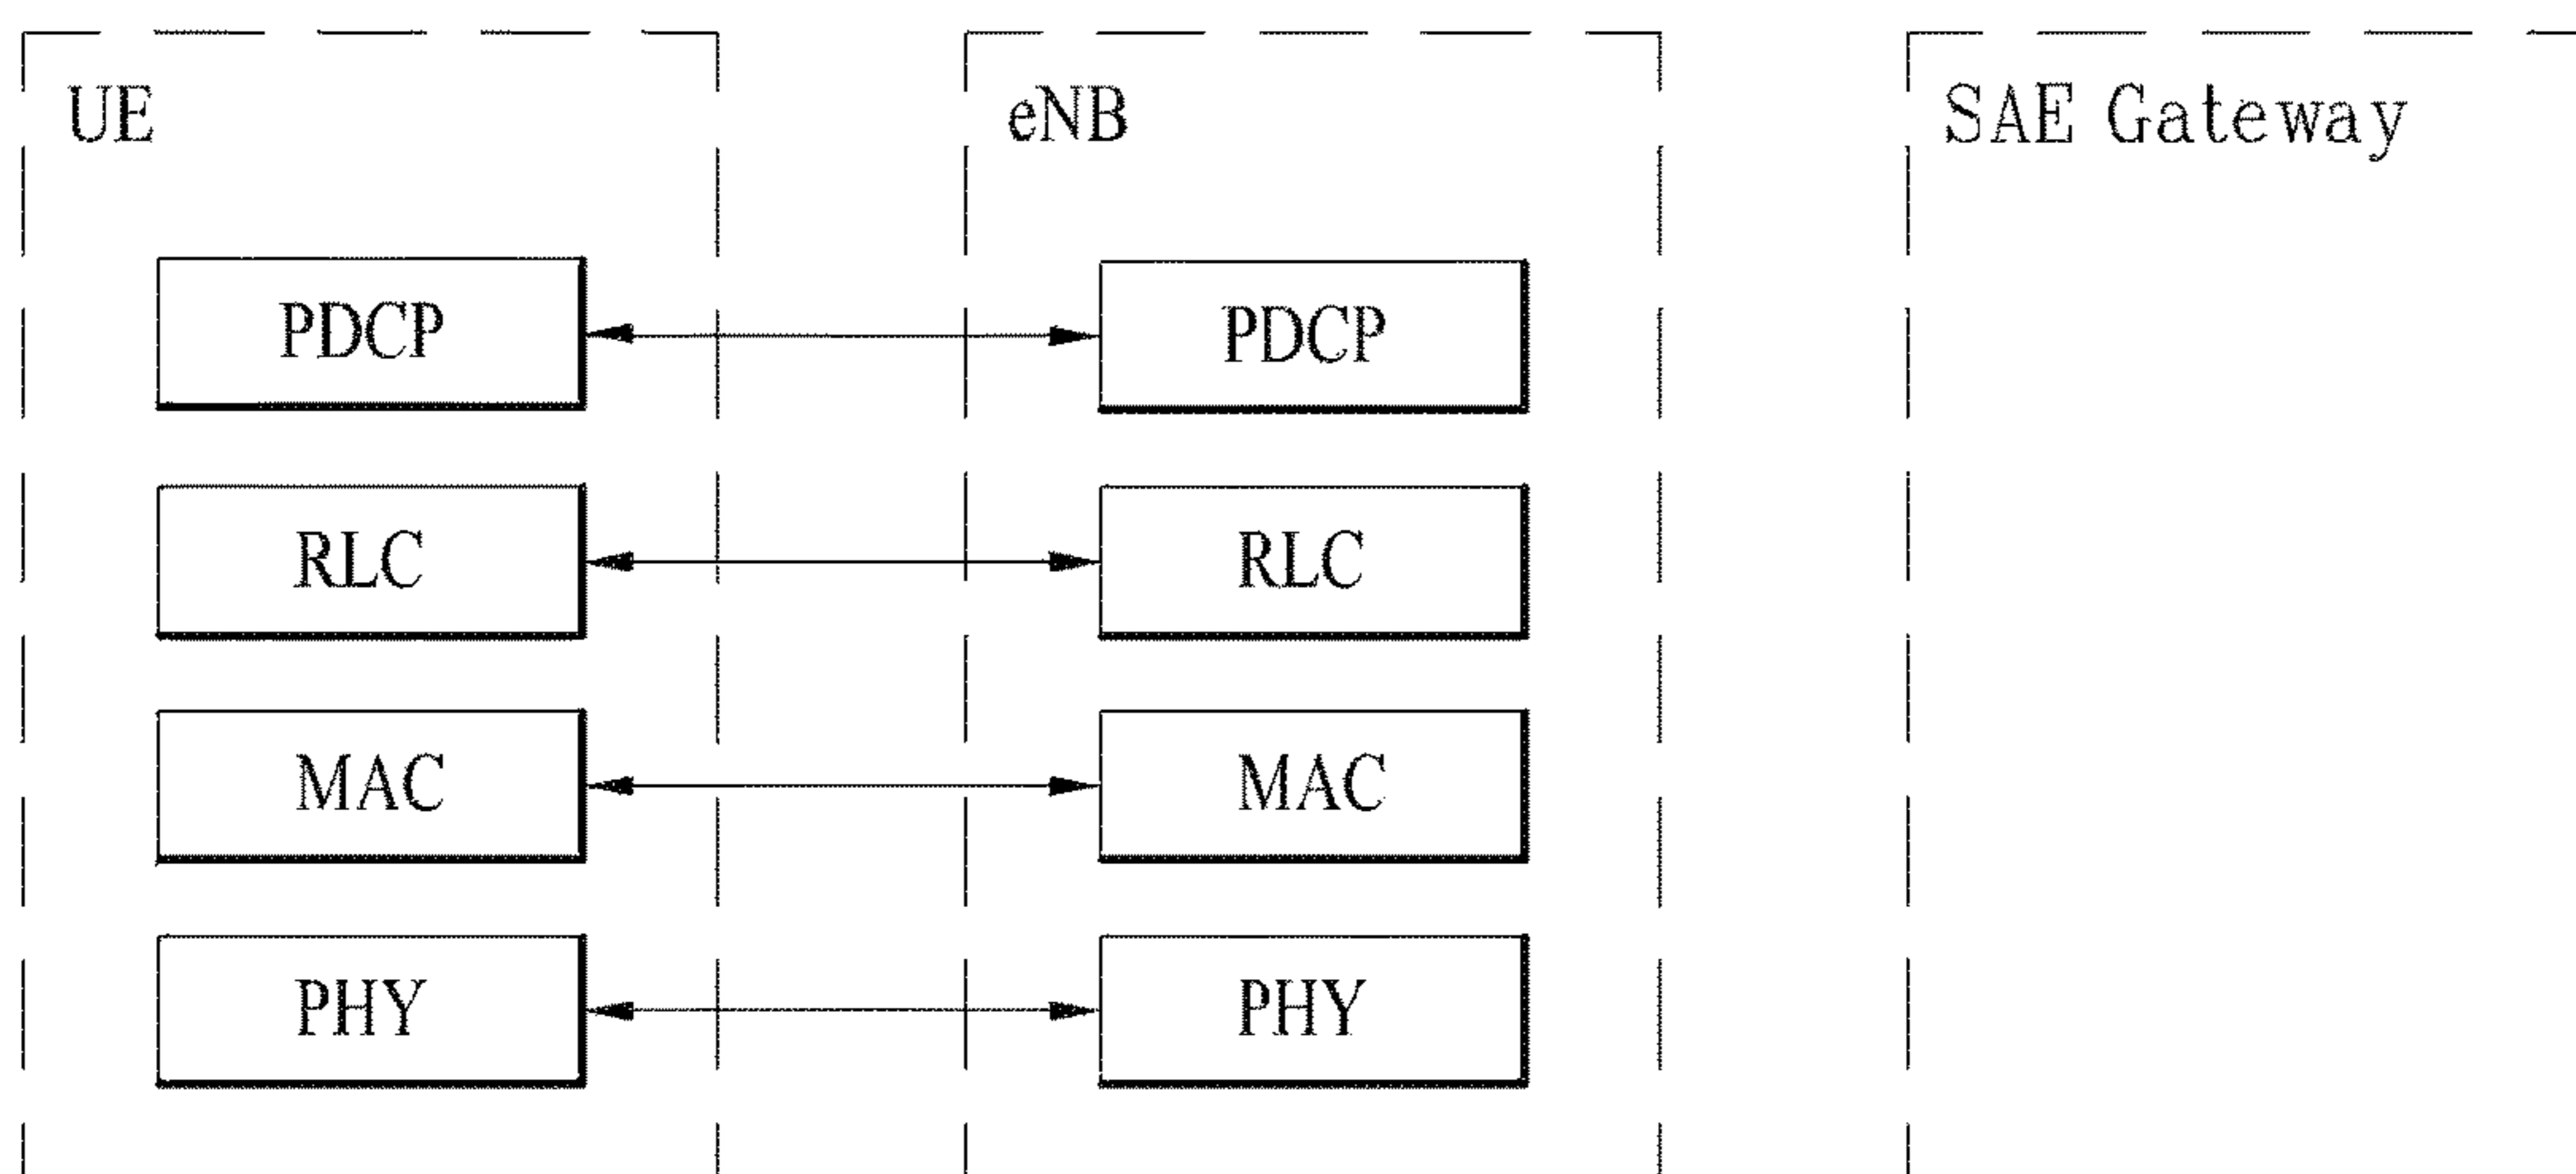 UE
eNB
SAE Gateway
PDCP
PDCP
RLC
RLC
MAC
MAC
PHY
PHY